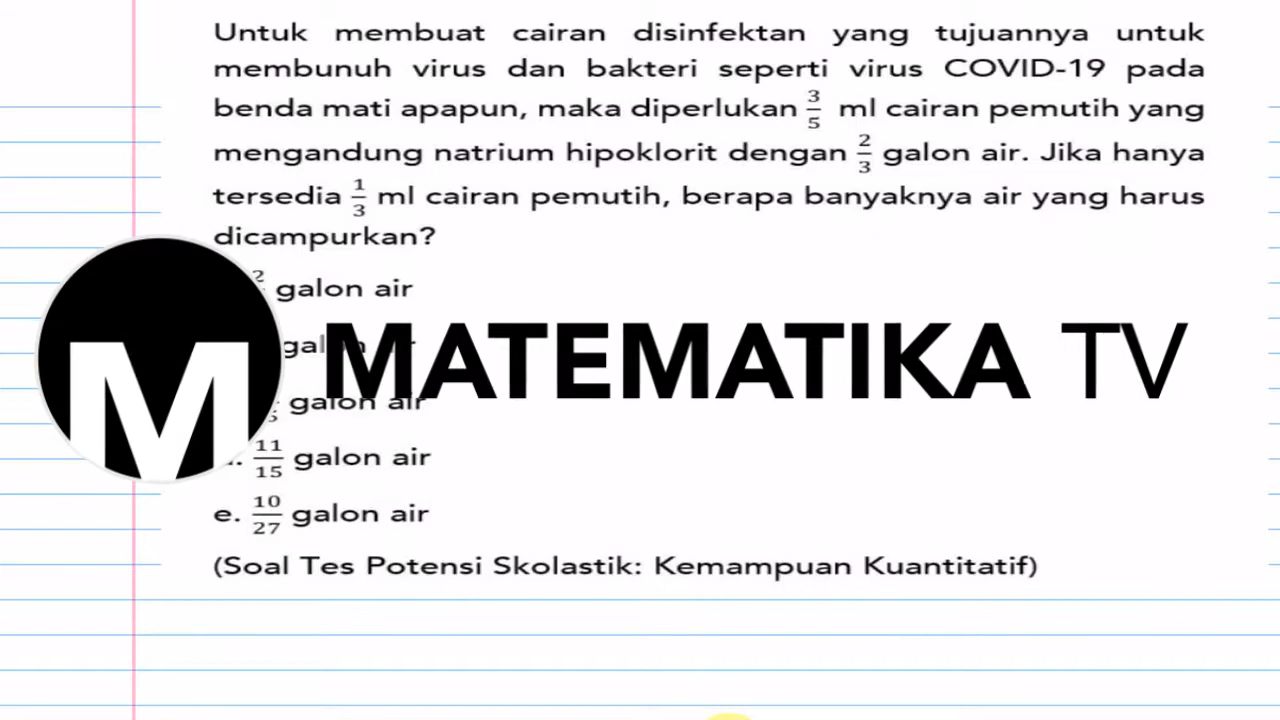 Untuk membuat cairan disinfektan yang tujuannya untuk
membunuh virus dan bakteri seperti virus COVID-19 pada
benda mati apapun, maka diperlukan 3/5 ml cairan pemutih yang
mengandung natrium hipoklorit dengan 2/3 galon air. Jika hanya
tersedia 1/3 ml cairan pemutih, berapa banyaknya air yang harus
dicampurkan?
galon air
galon air
M MATEMATIKA TV
11/15 galon air
e. 10/27 galon air
(Soal Tes Potensi Skolastik: Kemampuan Kuantitatif)